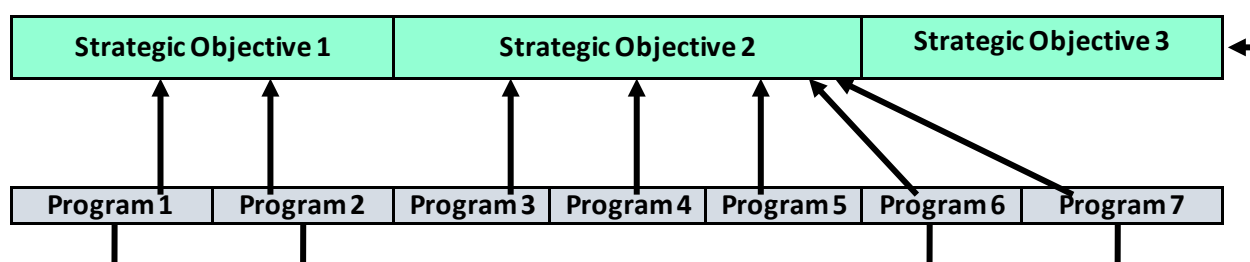 Strategic Objective 1
Strategic Objective 2
Strategic Objective 3
Program 1
Program 2
Program 3
Program 4
Program 5
Program 6
Program 7